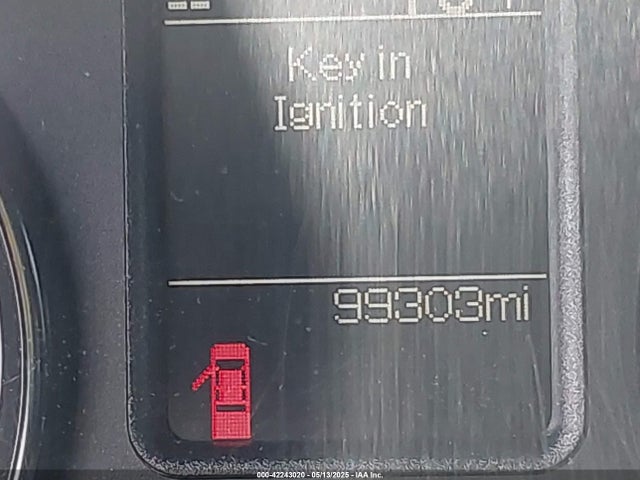 Key in
Ignition
99303mi
000-42243020 - 05/13/2025 - IAA Inc.